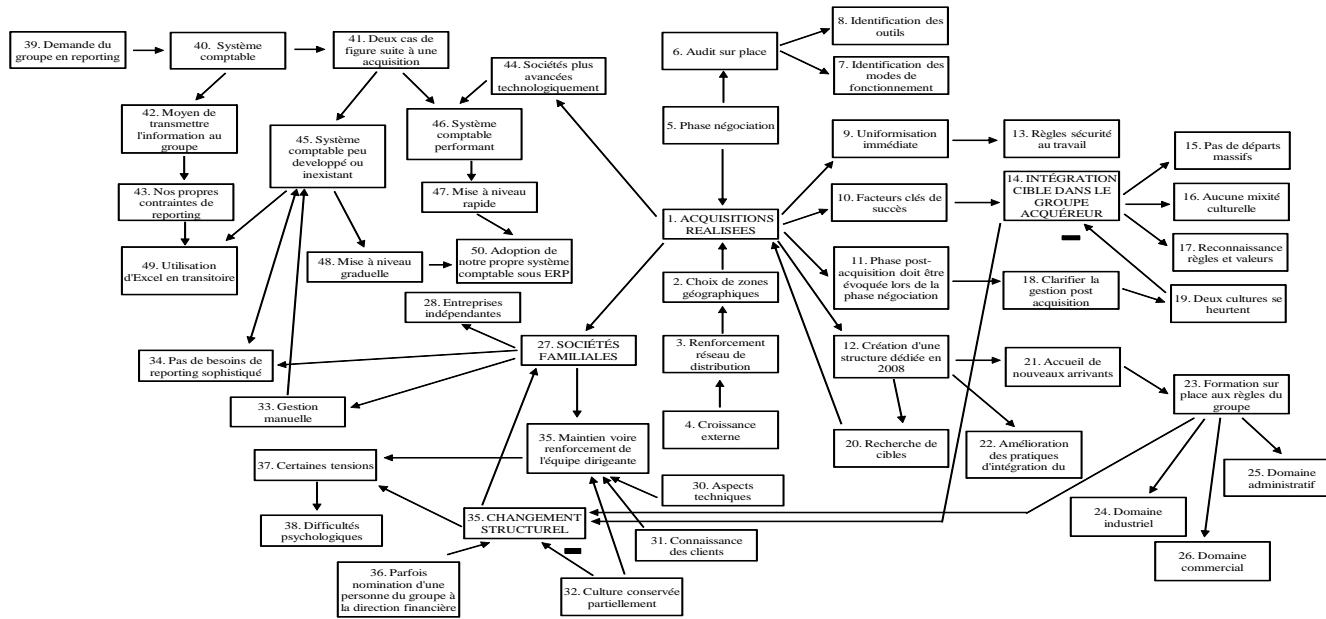 8. Identification des
outils
39. Demande du
groupe en reporting
40. Système
comptable
41. Deux cas de
figure suite à une
acquisition
6. Audit sur place
7. Identification des
modes de
fonctionnement
44. Sociétés plus
avancées
technologiquement
42. Moyen de
transmettre
l'information au
groupe
45. Système
comptable peu
developpé ou
inexistant
46. Système
comptable
performant
5. Phase négociation
9. Uniformisation
immédiate
13. Règles sécurité
au travail
15. Pas de départs
massifs
43. Nos propres
contraintes de
reporting
47. Mise à niveau
rapide
1. ACQUISITIONS
REALISEES
10. Facteurs clés de
succès
14. INTÉGRATION
CIBLE DANS LE
GROUPE
ACQUÉREUR
16. Aucune mixité
culturelle
49. Utilisation
d'Excel en transitoire
48. Mise à niveau
graduelle
50. Adoption de
notre propre système
comptable sous ERP
2. Choix de zones
géographiques
11. Phase post-
acquisition doit être
évoquée lors de la
phase négociation
18. Clarifier la
gestion post
acquisition
17. Reconnaissance
règles et valeurs
19. Deux cultures se
heurtent
28. Entreprises
indépendantes
27. SOCIÉTÉS
FAMILIALES
3. Renforcement
réseau de
distribution
12. Création d'une
structure dédiée en
2008
21. Accueil de
nouveaux arrivants
34. Pas de besoins de
reporting sophistiqué
23. Formation sur
place aux règles du
groupe
33. Gestion
manuelle
4. Croissance
externe
35. Maintien voire
renforcement de
l'équipe dirigeante
20. Recherche de
cibles
22. Amélioration
des pratiques
d'intégration du
37. Certaines tensions
30. Aspects
techniques
25. Domaine
administratif
38. Difficultés
psychologiques
35. CHANGEMENT
STRUCTUREL
31. Connaissance
des clients
24. Domaine
industriel
26. Domaine
commercial
36. Parfois
nomination d'une
personne du groupe à
la direction financière
32. Culture conservée
partiellement